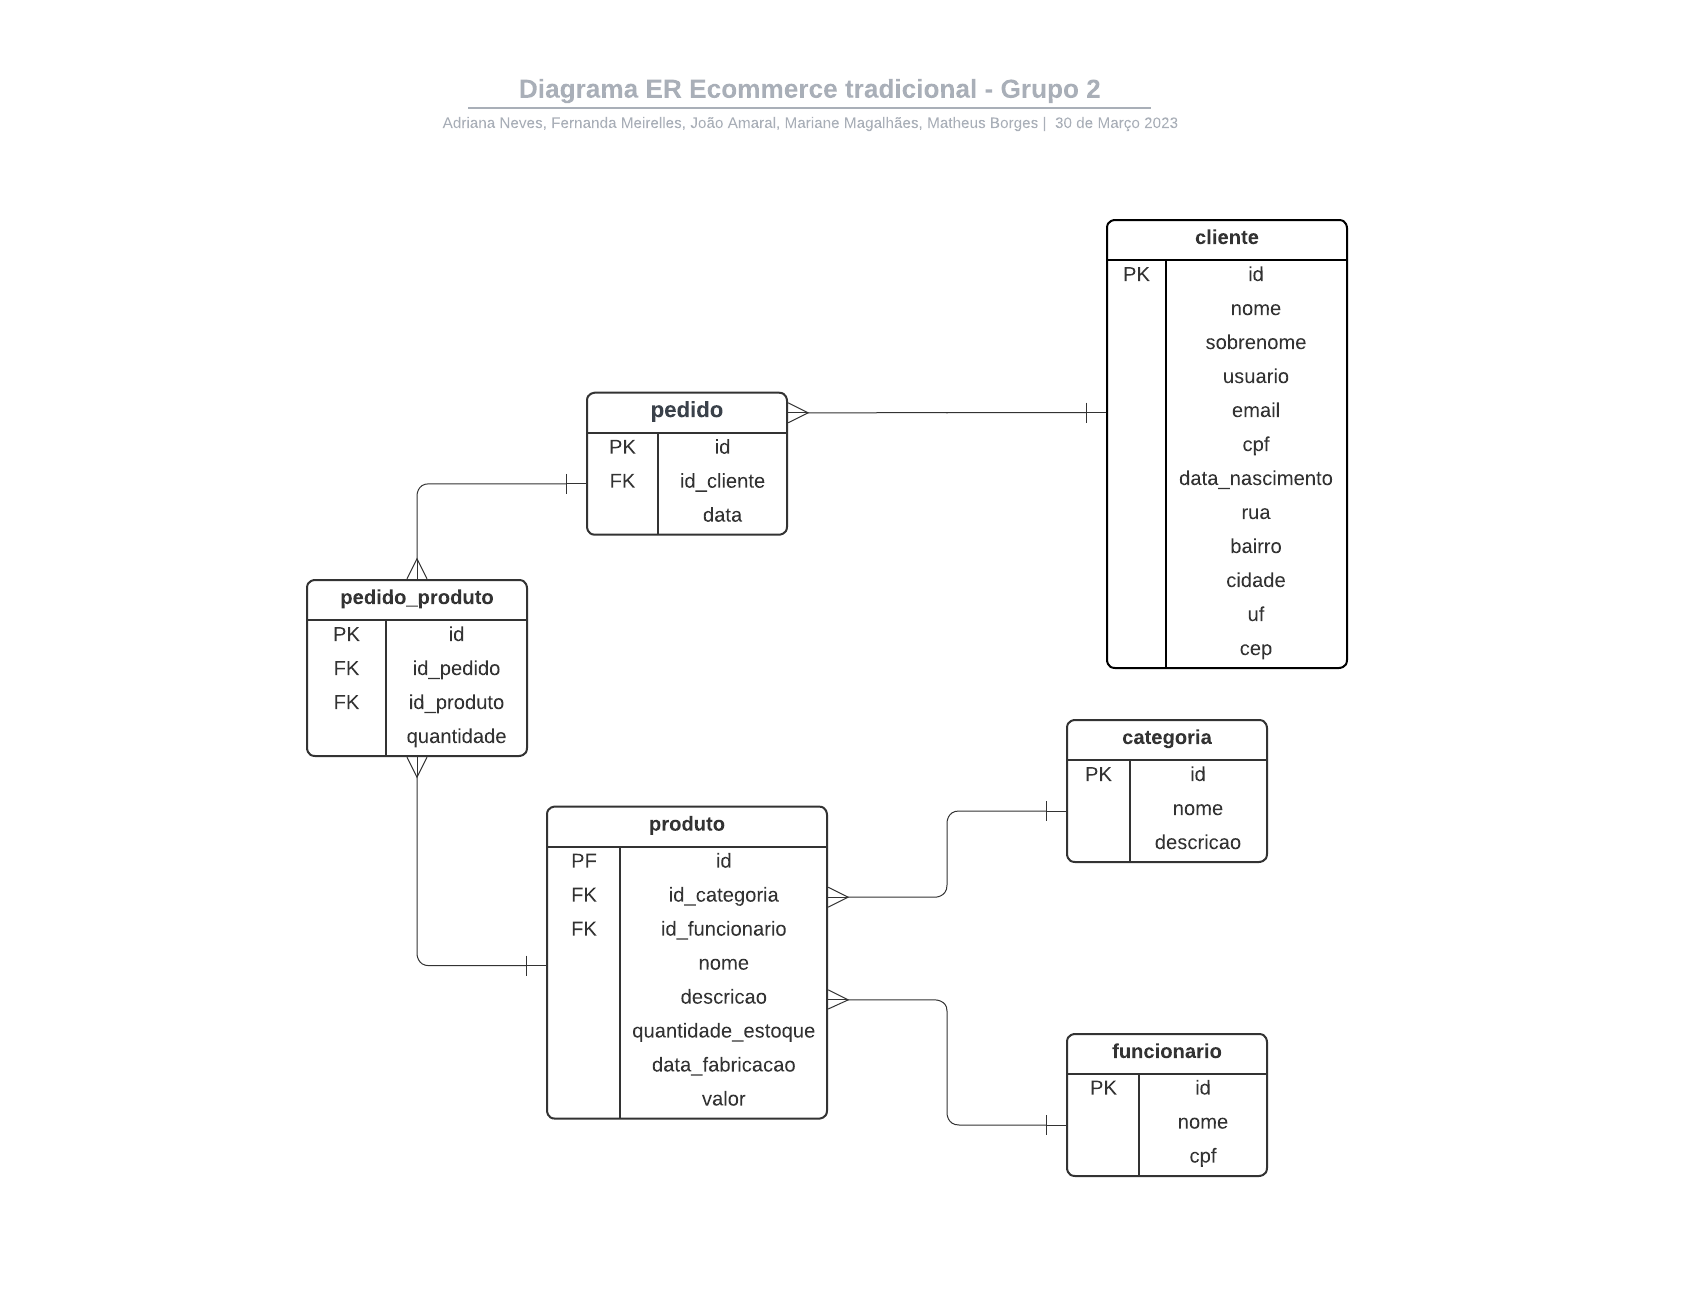 Diagrama ER Ecommerce tradicional - Grupo 2
Adriana Neves, Fernanda Meirelles, João Amaral, Mariane Magalhães, Matheus Borges | 30 de Março 2023
cliente
PK id
nome
sobrenome
usuario
email
cpf
data_nascimento
rua
bairro
cidade
uf
cep
pedido
PK id
FK id_cliente
data
pedido_produto
PK id
FK id_pedido
FK id_produto
quantidade
produto
PF id
FK id_categoria
FK id_funcionario
nome
descricao
quantidade_estoque
data_fabricacao
valor
categoria
PK id
nome
descricao
funcionario
PK id
nome
cpf